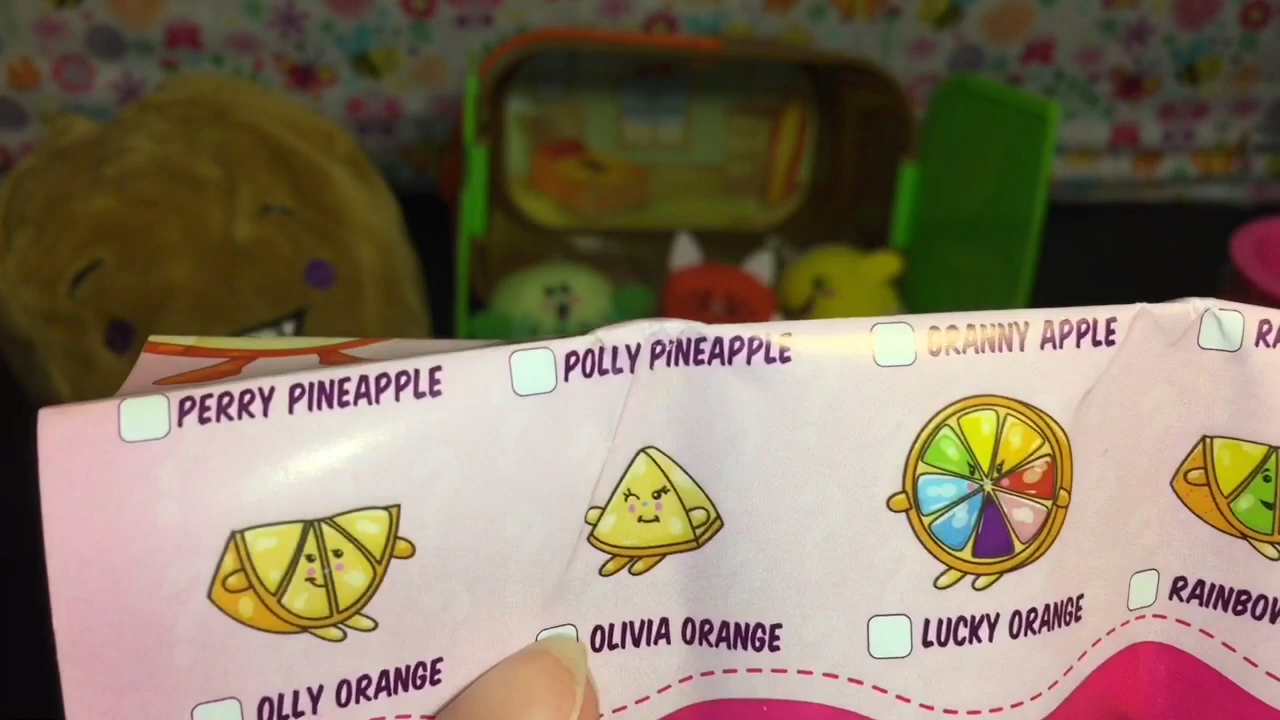 PERRY PINEAPPLE
POLLY PINEAPPLE
GRANNY APPLE
OLLY ORANGE
OLIVIA ORANGE
LUCKY ORANGE
RAINBOW